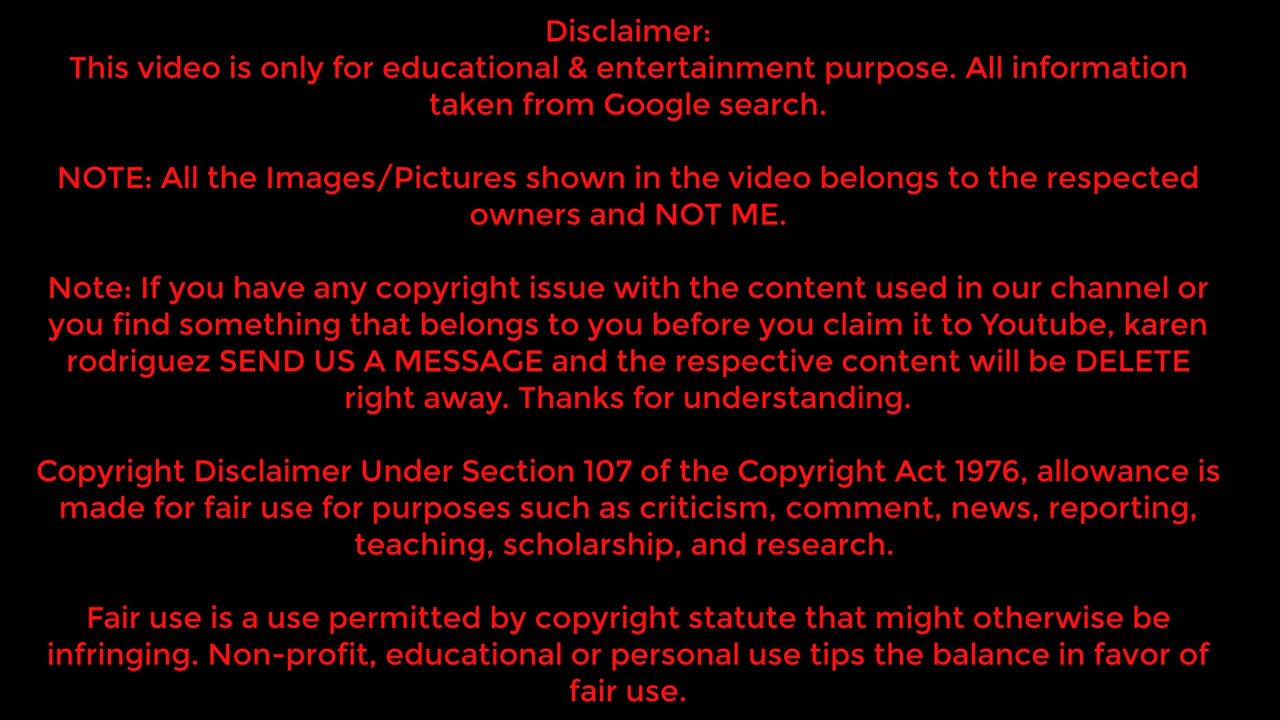 Disclaimer:
This video is only for educational & entertainment purpose. All information
taken from Google search.
NOTE: All the Images/Pictures shown in the video belongs to the respected
owners and NOT ME.
Note: If you have any copyright issue with the content used in our channel or
you find something that belongs to you before you claim it to Youtube, karen
rodriguez SEND US A MESSAGE and the respective content will be DELETE
right away. Thanks for understanding.
Copyright Disclaimer Under Section 107 of the Copyright Act 1976, allowance is
made for fair use for purposes such as criticism, comment, news, reporting,
teaching, scholarship, and research.
Fair use is a use permitted by copyright statute that might otherwise be
infringing. Non-profit, educational or personal use tips the balance in favor of
fair use.